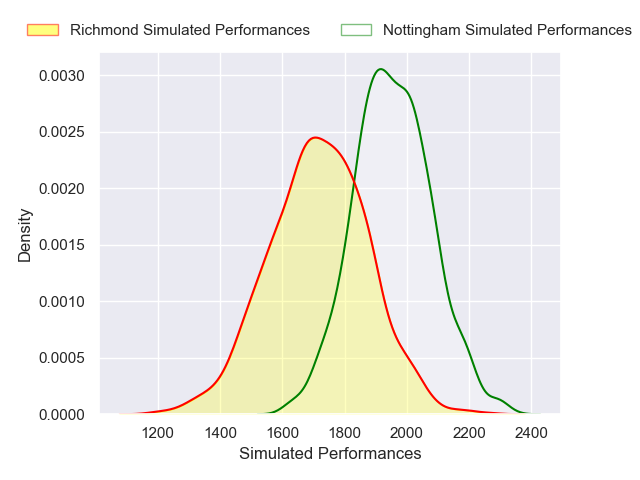 Richmond Simulated Performances
Nottingham Simulated Performances
0.0030
0.0025
0.0020
0.0015
0.0010
0.0005
0.0000
Density
1200 1400 1600 1800 2000 2200 2400
Simulated Performances